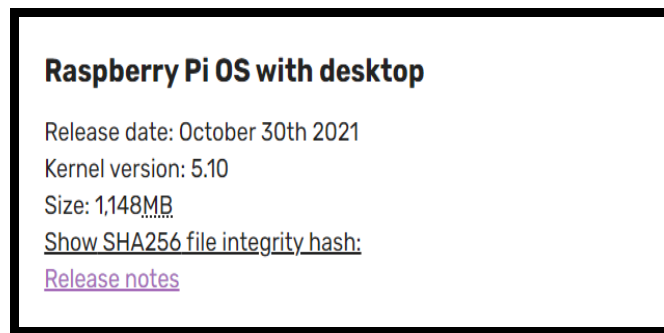 Raspberry Pi OS with desktop
Release date: October 30th 2021
Kernel version: 5.10
Size: 1,148MB
Show SHA256 file integrity hash:
Release notes